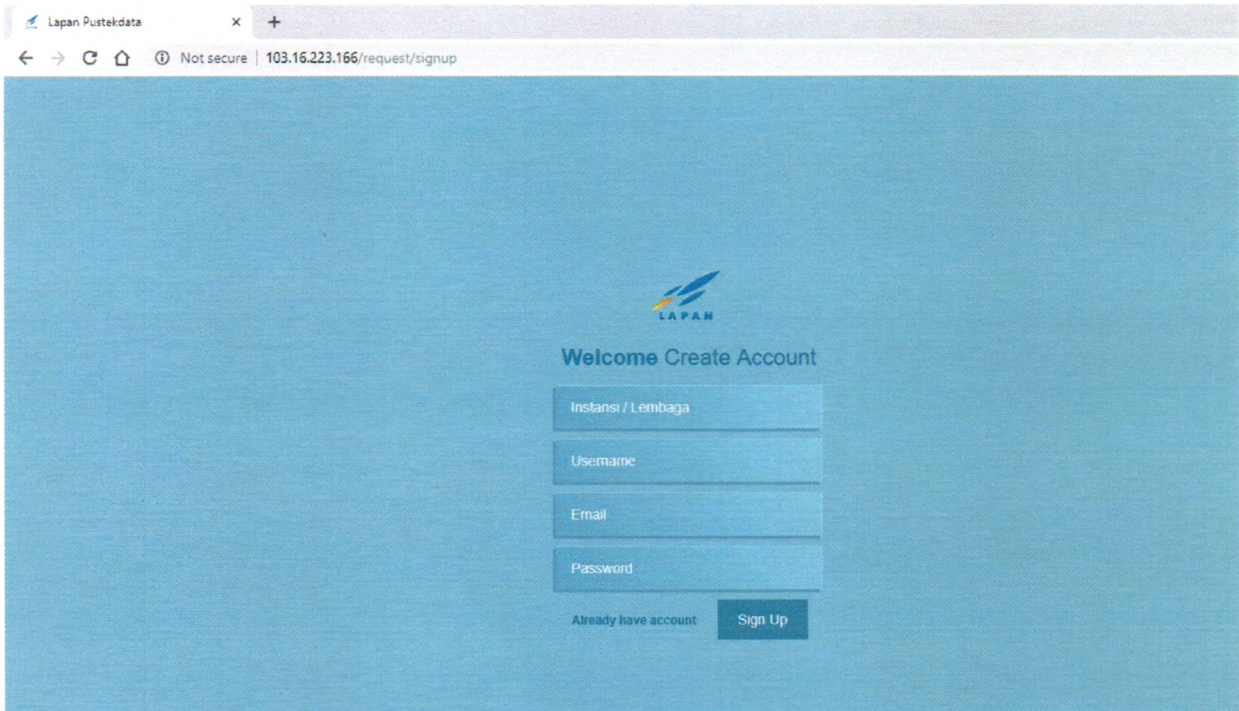 Lapan Pustekdata
Not secure | 103.16.223.166/request/signup
LAPAN
Welcome Create Account
Instansi / Lembaga
Username
Email
Password
Already have account
Sign Up